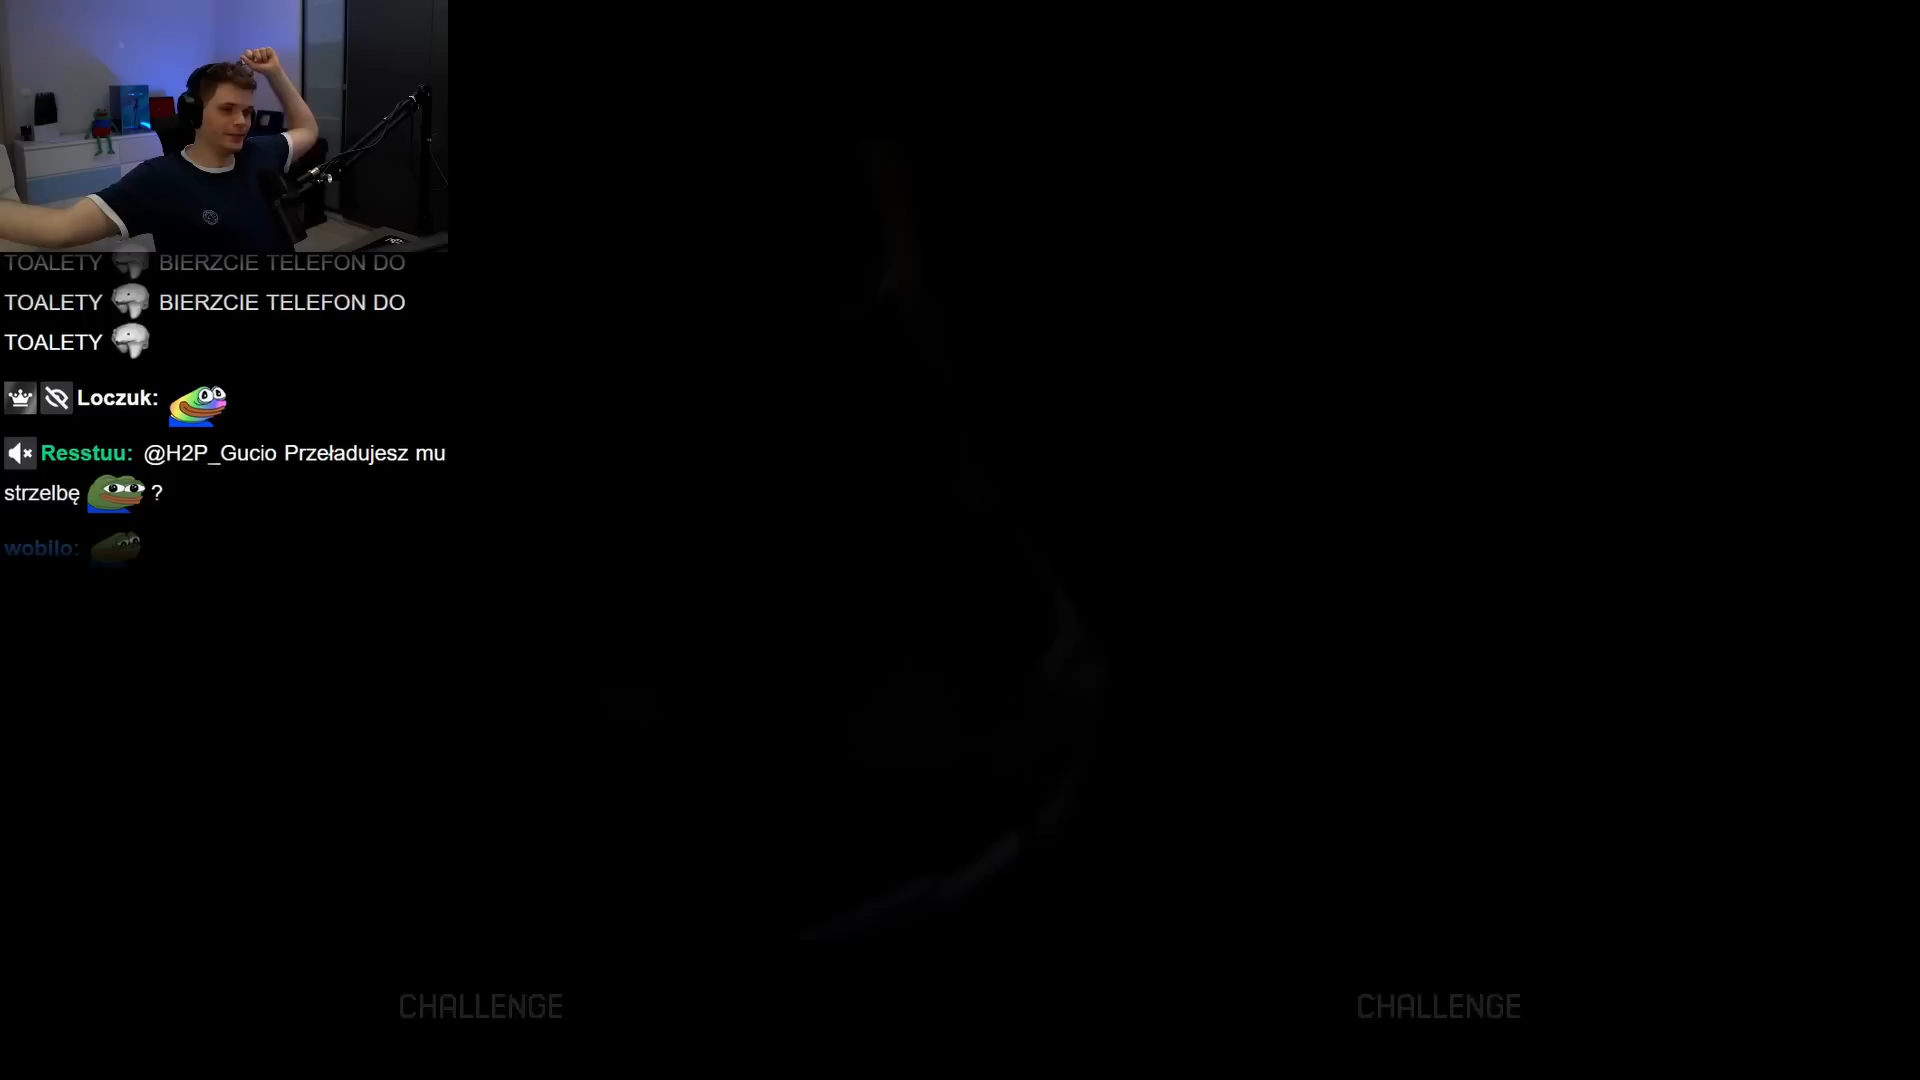 TOALETY BIERZCIE TELEFON DO
TOALETY BIERZCIE TELEFON DO
TOALETY
Loczuk:
Resstuu: @H2P_Gucio Przeładujesz mu
strzelbę ?
wobilo:
CHALLENGE CHALLENGE